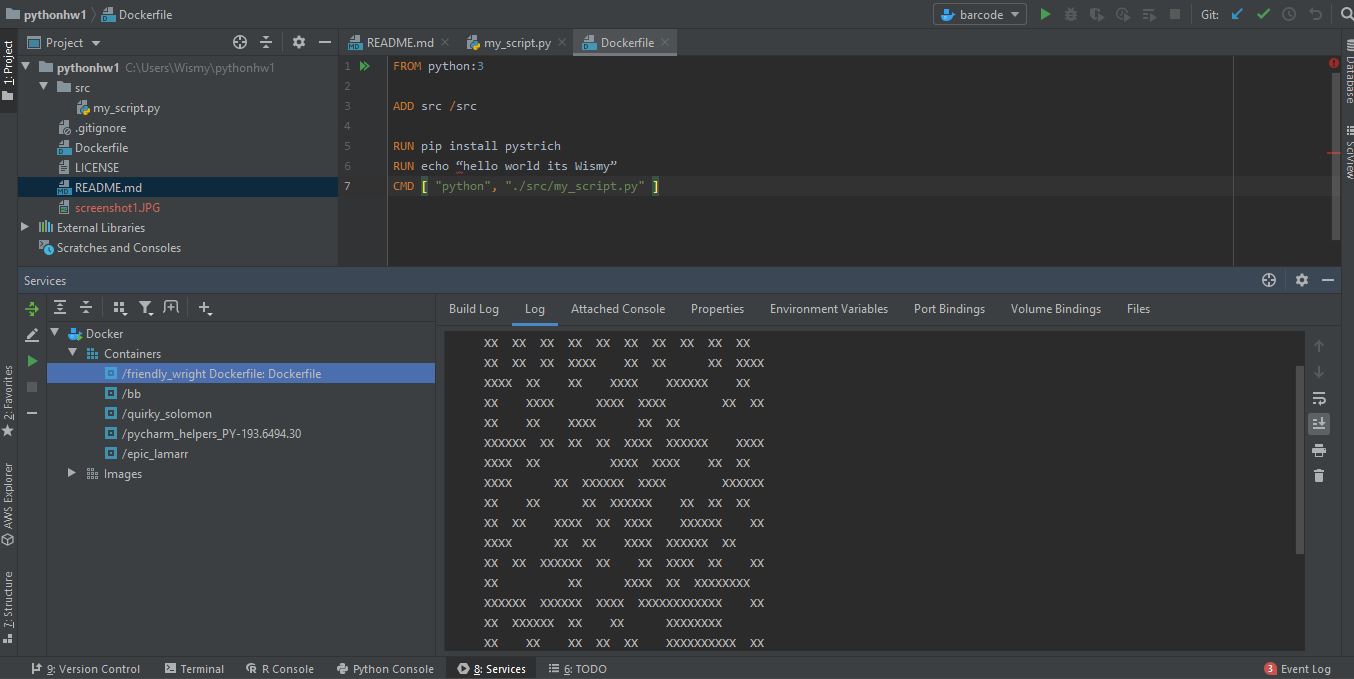 pythonhw1 Dockerfile barcode Git:
1: Project
Project
README.md my_script.py Dockerfile
pythonhw1 C:\Users\Wismy\pythonhw1
src
my_script.py
.gitignore
Dockerfile
LICENSE
README.md
screenshot1.JPG
External Libraries
Scratches and Consoles
1 FROM python:3
2
3 ADD src /src
4
5 RUN pip install pystrich
6 RUN echo “hello world its Wismy”
7 CMD [ "python", "./src/my_script.py" ]
Database
SciView
Services
Docker
Containers
/friendly_wright Dockerfile: Dockerfile
/bb
/quirky_solomon
/pycharm_helpers_PY-193.6494.30
/epic_lamarr
Images
Build Log Log Attached Console Properties Environment Variables Port Bindings Volume Bindings Files
XX  XX  XX  XX  XX  XX  XX  XX  XX  XX
XX  XX  XX  XXXX    XX  XX      XX  XXXX
XXXX  XX    XX    XXXX    XXXXXX    XX
XX    XXXX      XXXX  XXXX        XX  XX
XX    XX    XXXX      XX  XX
XXXXXX  XX  XX  XX  XX  XXXXXX    XXXX
XXXX  XX          XXXX  XXXX    XX  XX
XXXX      XX  XXXXXX  XXXX      XXXXXX
XX    XX      XX  XXXXXX    XX  XX  XX
XX  XX    XXXX  XX  XXXX    XXXXXX    XX
XXXX      XX  XX    XXXX  XXXXXX  XX
XX  XX  XXXXXX  XX    XX  XXXX  XX    XX
XX          XX      XXXX  XX  XXXXXXXX
XXXXXX  XXXXXX  XXXX  XXXXXXXXXXXX    XX
XX  XXXXXX  XX    XX      XXXXXXXX
XX    XX    XX  XX  XX    XXXXXXXXXX  XX
2: Favorites
AWS Explorer
7: Structure
9: Version Control Terminal R Console Python Console 8: Services 6: TODO 3 Event Log